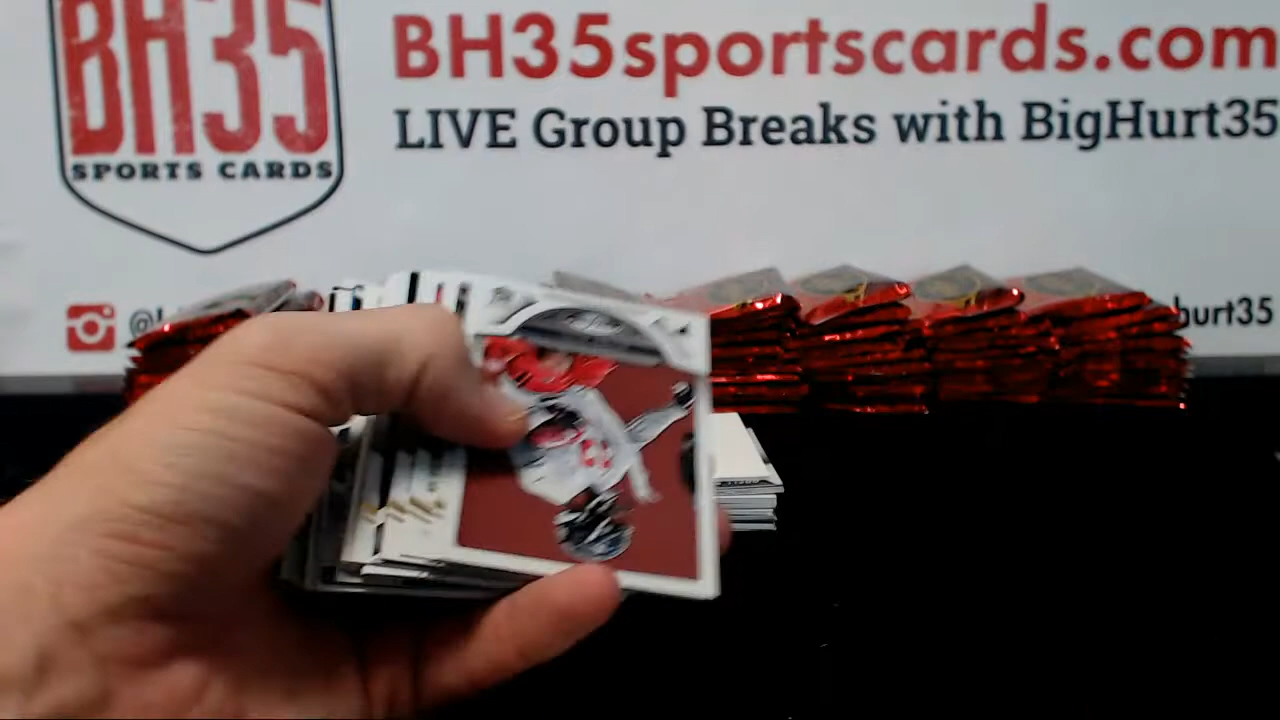 BH35
SPORTS CARDS
BH35sportscards.com
LIVE Group Breaks with BigHurt35
@
hurt35